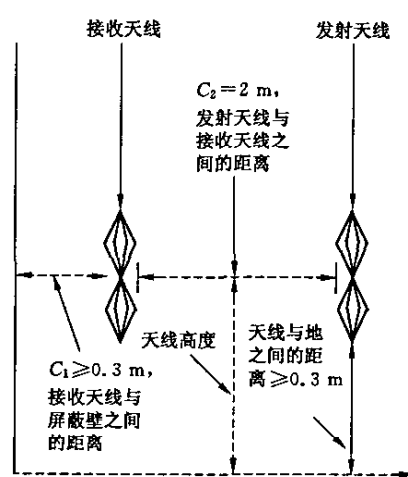 接收天线
发射天线
C₂=2 m,
发射天线与
接收天线之
间的距离
天线高度
天线与地
之间的距
离≥0.3 m
C₁≥0.3 m,
接收天线与
屏蔽壁之间
的距离